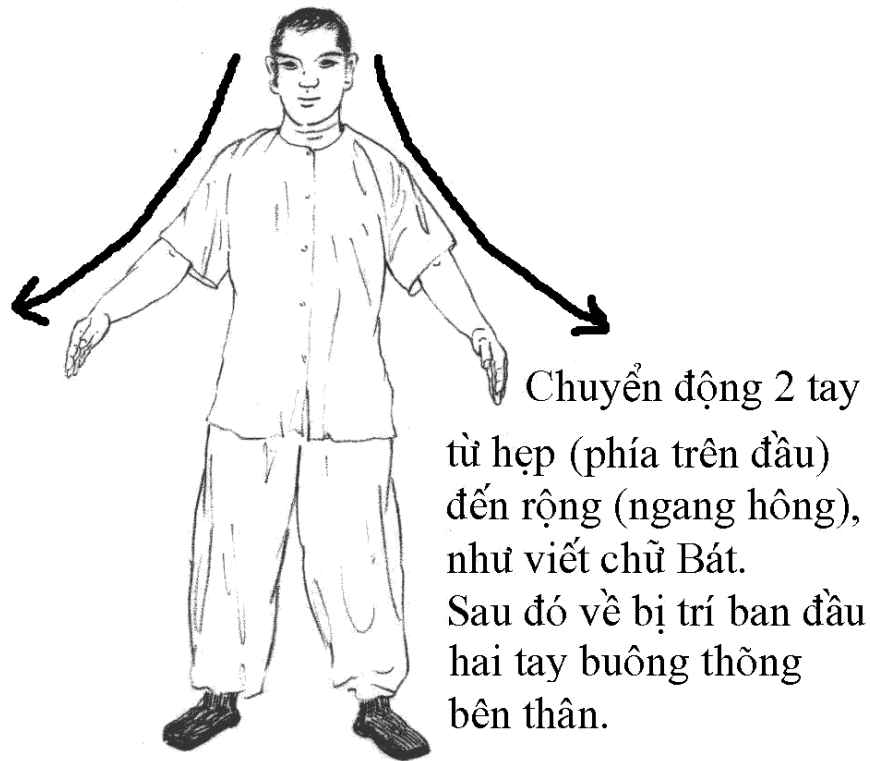 Chuyển động 2 tay
từ hẹp (phía trên đầu)
đến rộng (ngang hông),
như viết chữ Bát.
Sau đó về bị trí ban đầu
hai tay buông thõng
bên thân.